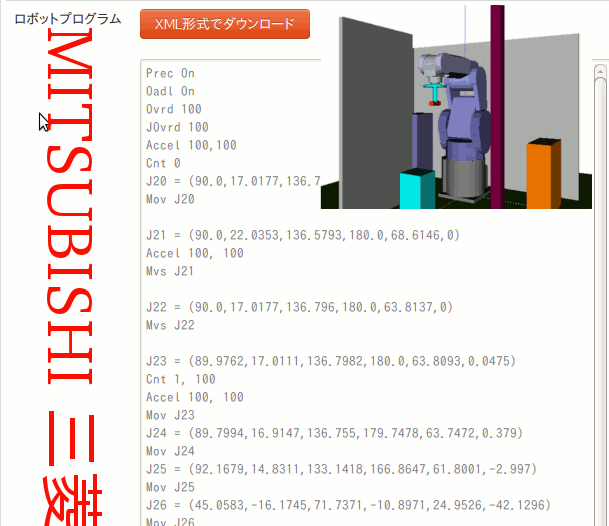 ロボットプログラム
XML形式でダウンロード
MITSUBISHI 三菱
Prec On
Oadl On
Ovrd 100
JOvrd 100
Accel 100,100
Cnt 0
J20 = (90.0,17.0177,136.7
Mov J20
J21 = (90.0,22.0353,136.5793,180.0,68.6146,0)
Accel 100, 100
Mvs J21
J22 = (90.0,17.0177,136.796,180.0,63.8137,0)
Mvs J22
J23 = (89.9762,17.0111,136.7982,180.0,63.8093,0.0475)
Cnt 1, 100
Accel 100, 100
Mov J23
J24 = (89.7994,16.9147,136.755,179.7478,63.7472,0.379)
Mov J24
J25 = (92.1679,14.8311,133.1418,166.8647,61.8001,-2.997)
Mov J25
J26 = (45.0583,-16.1745,71.7371,-10.8971,24.9526,-42.1296)
Mov J26